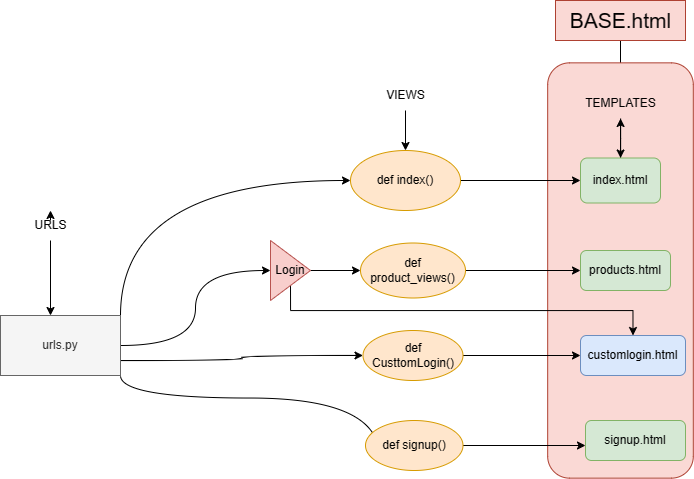 BASE.html
VIEWS
TEMPLATES
def index()
index.html
URLS
Login
def
product_views()
products.html
urls.py
def
CusttomLogin()
customlogin.html
def signup()
signup.html